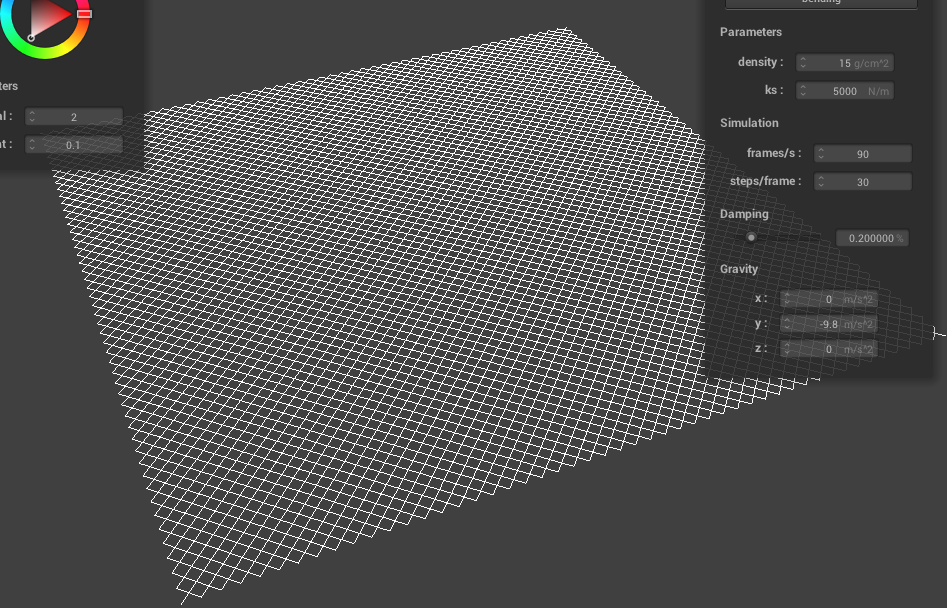 bending
Parameters
density :
15 g/cm^2
ks :
5000 N/m
Simulation
frames/s :
90
steps/frame :
30
Damping
0.200000 %
Gravity
x :
0 m/s^2
y :
-9.8 m/s^2
z :
0 m/s^2
ters
al :
2
nt :
0.1